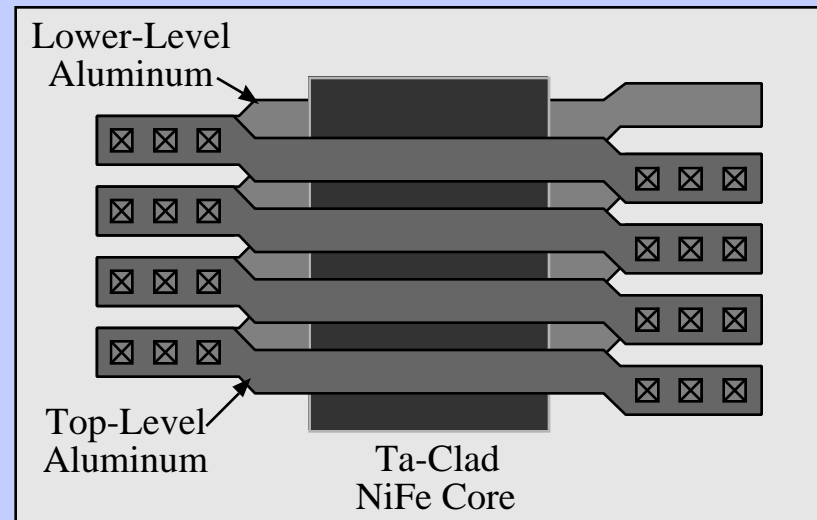 Lower-Level
Aluminum
Top-Level
Aluminum
Ta-Clad
NiFe Core